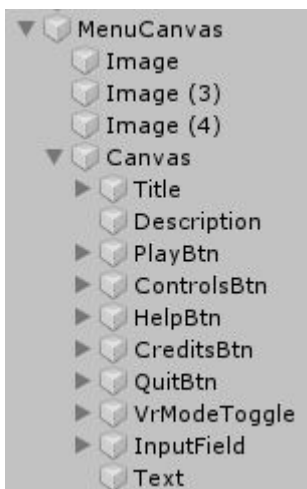 MenuCanvas
Image
Image (3)
Image (4)
Canvas
Title
Description
PlayBtn
ControlsBtn
HelpBtn
CreditsBtn
QuitBtn
VrModeToggle
InputField
Text